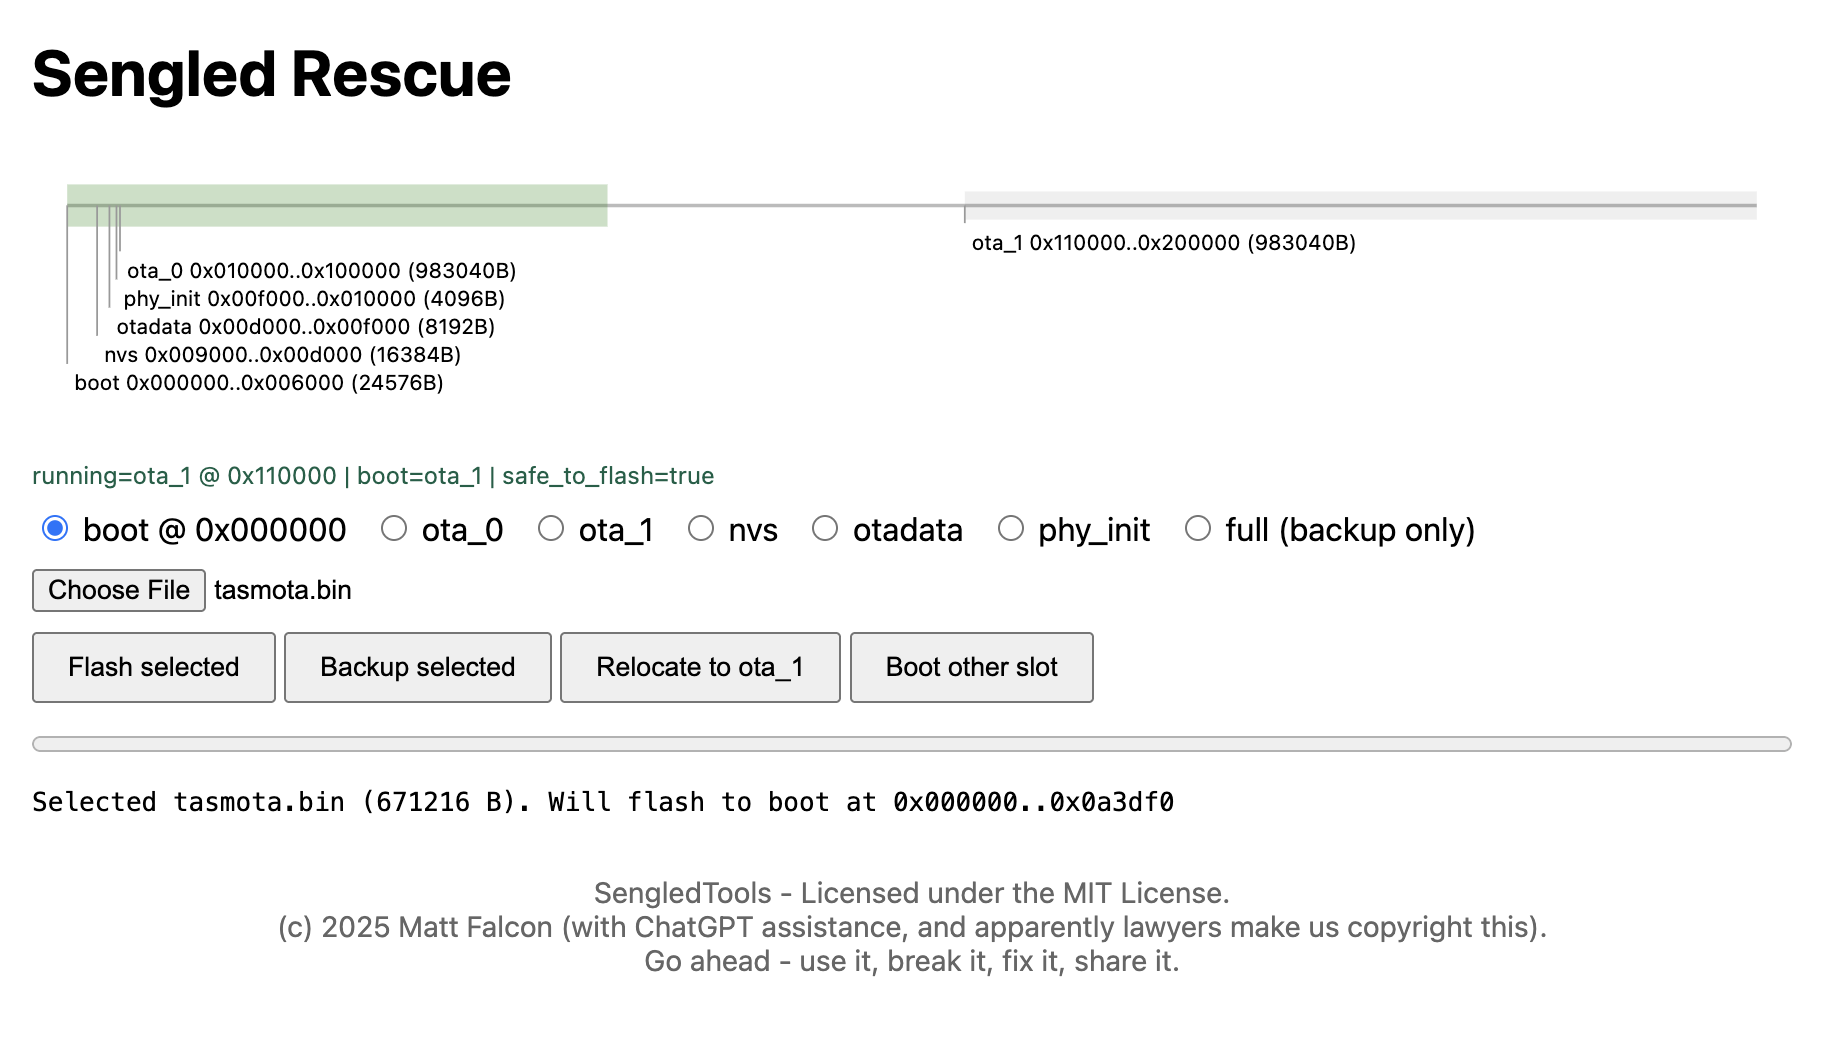 Sengled Rescue
ota_1 0x110000..0x200000 (983040B)
ota_0 0x010000..0x100000 (983040B)
phy_init 0x00f000..0x010000 (4096B)
otadata 0x00d000..0x00f000 (8192B)
nvs 0x009000..0x00d000 (16384B)
boot 0x000000..0x006000 (24576B)
running=ota_1 @ 0x110000 | boot=ota_1 | safe_to_flash=true
boot @ 0x000000 ota_0 ota_1 nvs otadata phy_init full (backup only)
Choose File tasmota.bin
Flash selected Backup selected Relocate to ota_1 Boot other slot
Selected tasmota.bin (671216 B). Will flash to boot at 0x000000..0x0a3df0
SengledTools - Licensed under the MIT License.
(c) 2025 Matt Falcon (with ChatGPT assistance, and apparently lawyers make us copyright this).
Go ahead - use it, break it, fix it, share it.